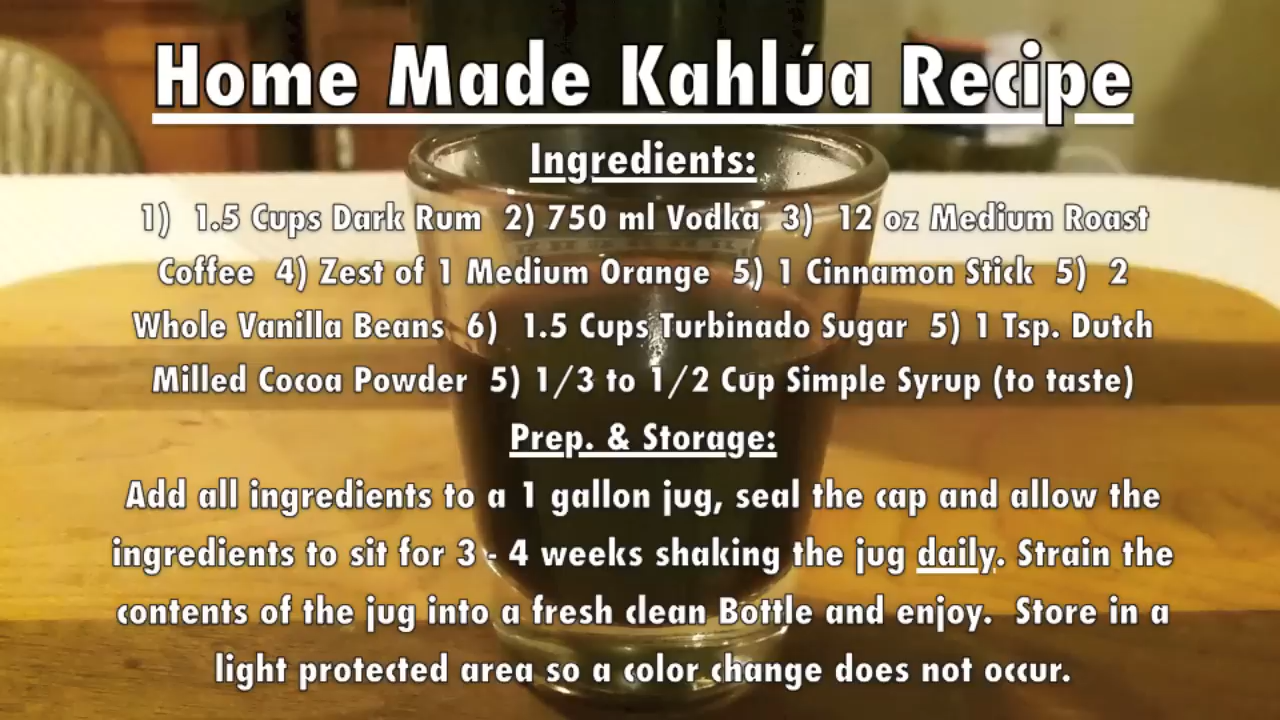 Home Made Kahlúa Recipe
Ingredients:
1)  1.5 Cups Dark Rum  2) 750 ml Vodka  3)  12 oz Medium Roast
Coffee  4) Zest of 1 Medium Orange  5) 1 Cinnamon Stick  5)  2
Whole Vanilla Beans  6)  1.5 Cups Turbinado Sugar  5) 1 Tsp. Dutch
Milled Cocoa Powder  5) 1/3 to 1/2 Cup Simple Syrup (to taste)
Prep. & Storage:
Add all ingredients to a 1 gallon jug, seal the cap and allow the
ingredients to sit for 3 - 4 weeks shaking the jug daily. Strain the
contents of the jug into a fresh clean Bottle and enjoy.  Store in a
light protected area so a color change does not occur.